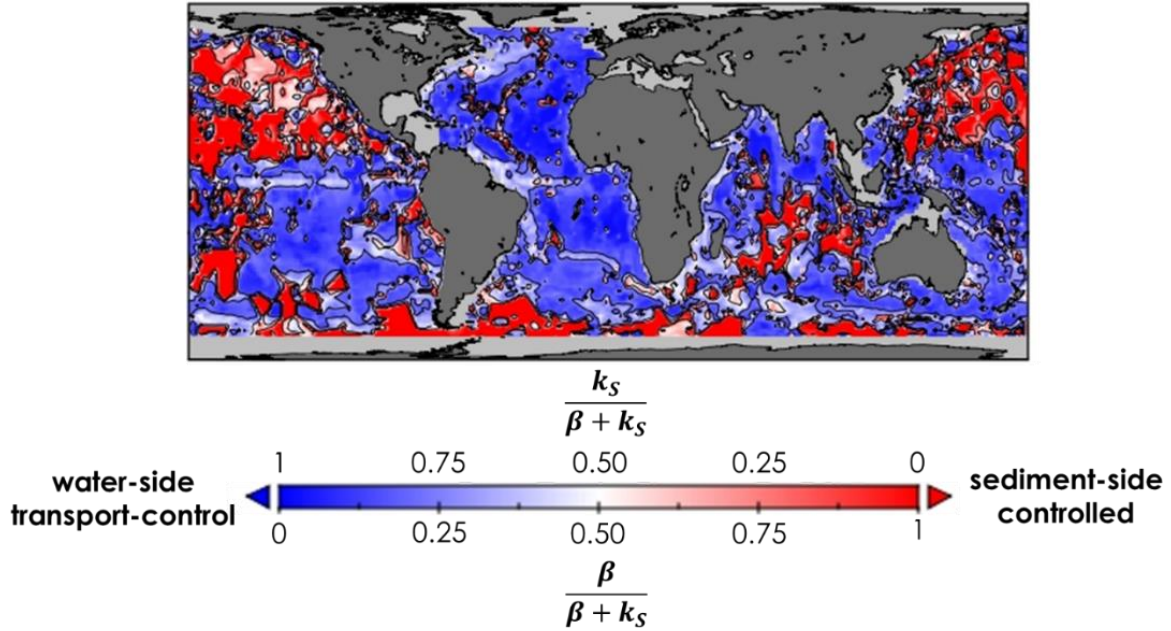 k_S
β + k_S
1 0.75 0.50 0.25 0
water-side
transport-control
sediment-side
controlled
0 0.25 0.50 0.75 1
β
β + k_S